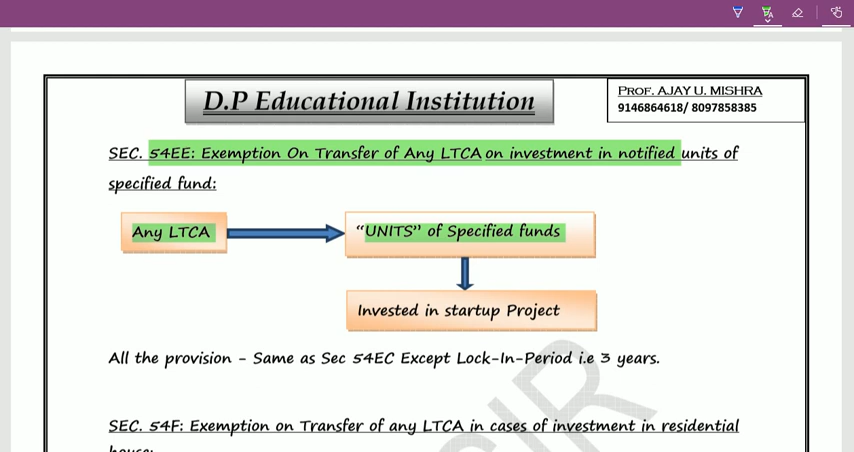 D.P Educational Institution
PROF. AJAY U. MISHRA
9146864618/ 8097858385
SEC. 54EE: Exemption On Transfer of Any LTCA on investment in notified units of
specified fund:
Any LTCA
“UNITS” of Specified funds
Invested in startup Project
All the provision - Same as Sec 54EC Except Lock-In-Period i.e 3 years.
SEC. 54F: Exemption on Transfer of any LTCA in cases of investment in residential
house: